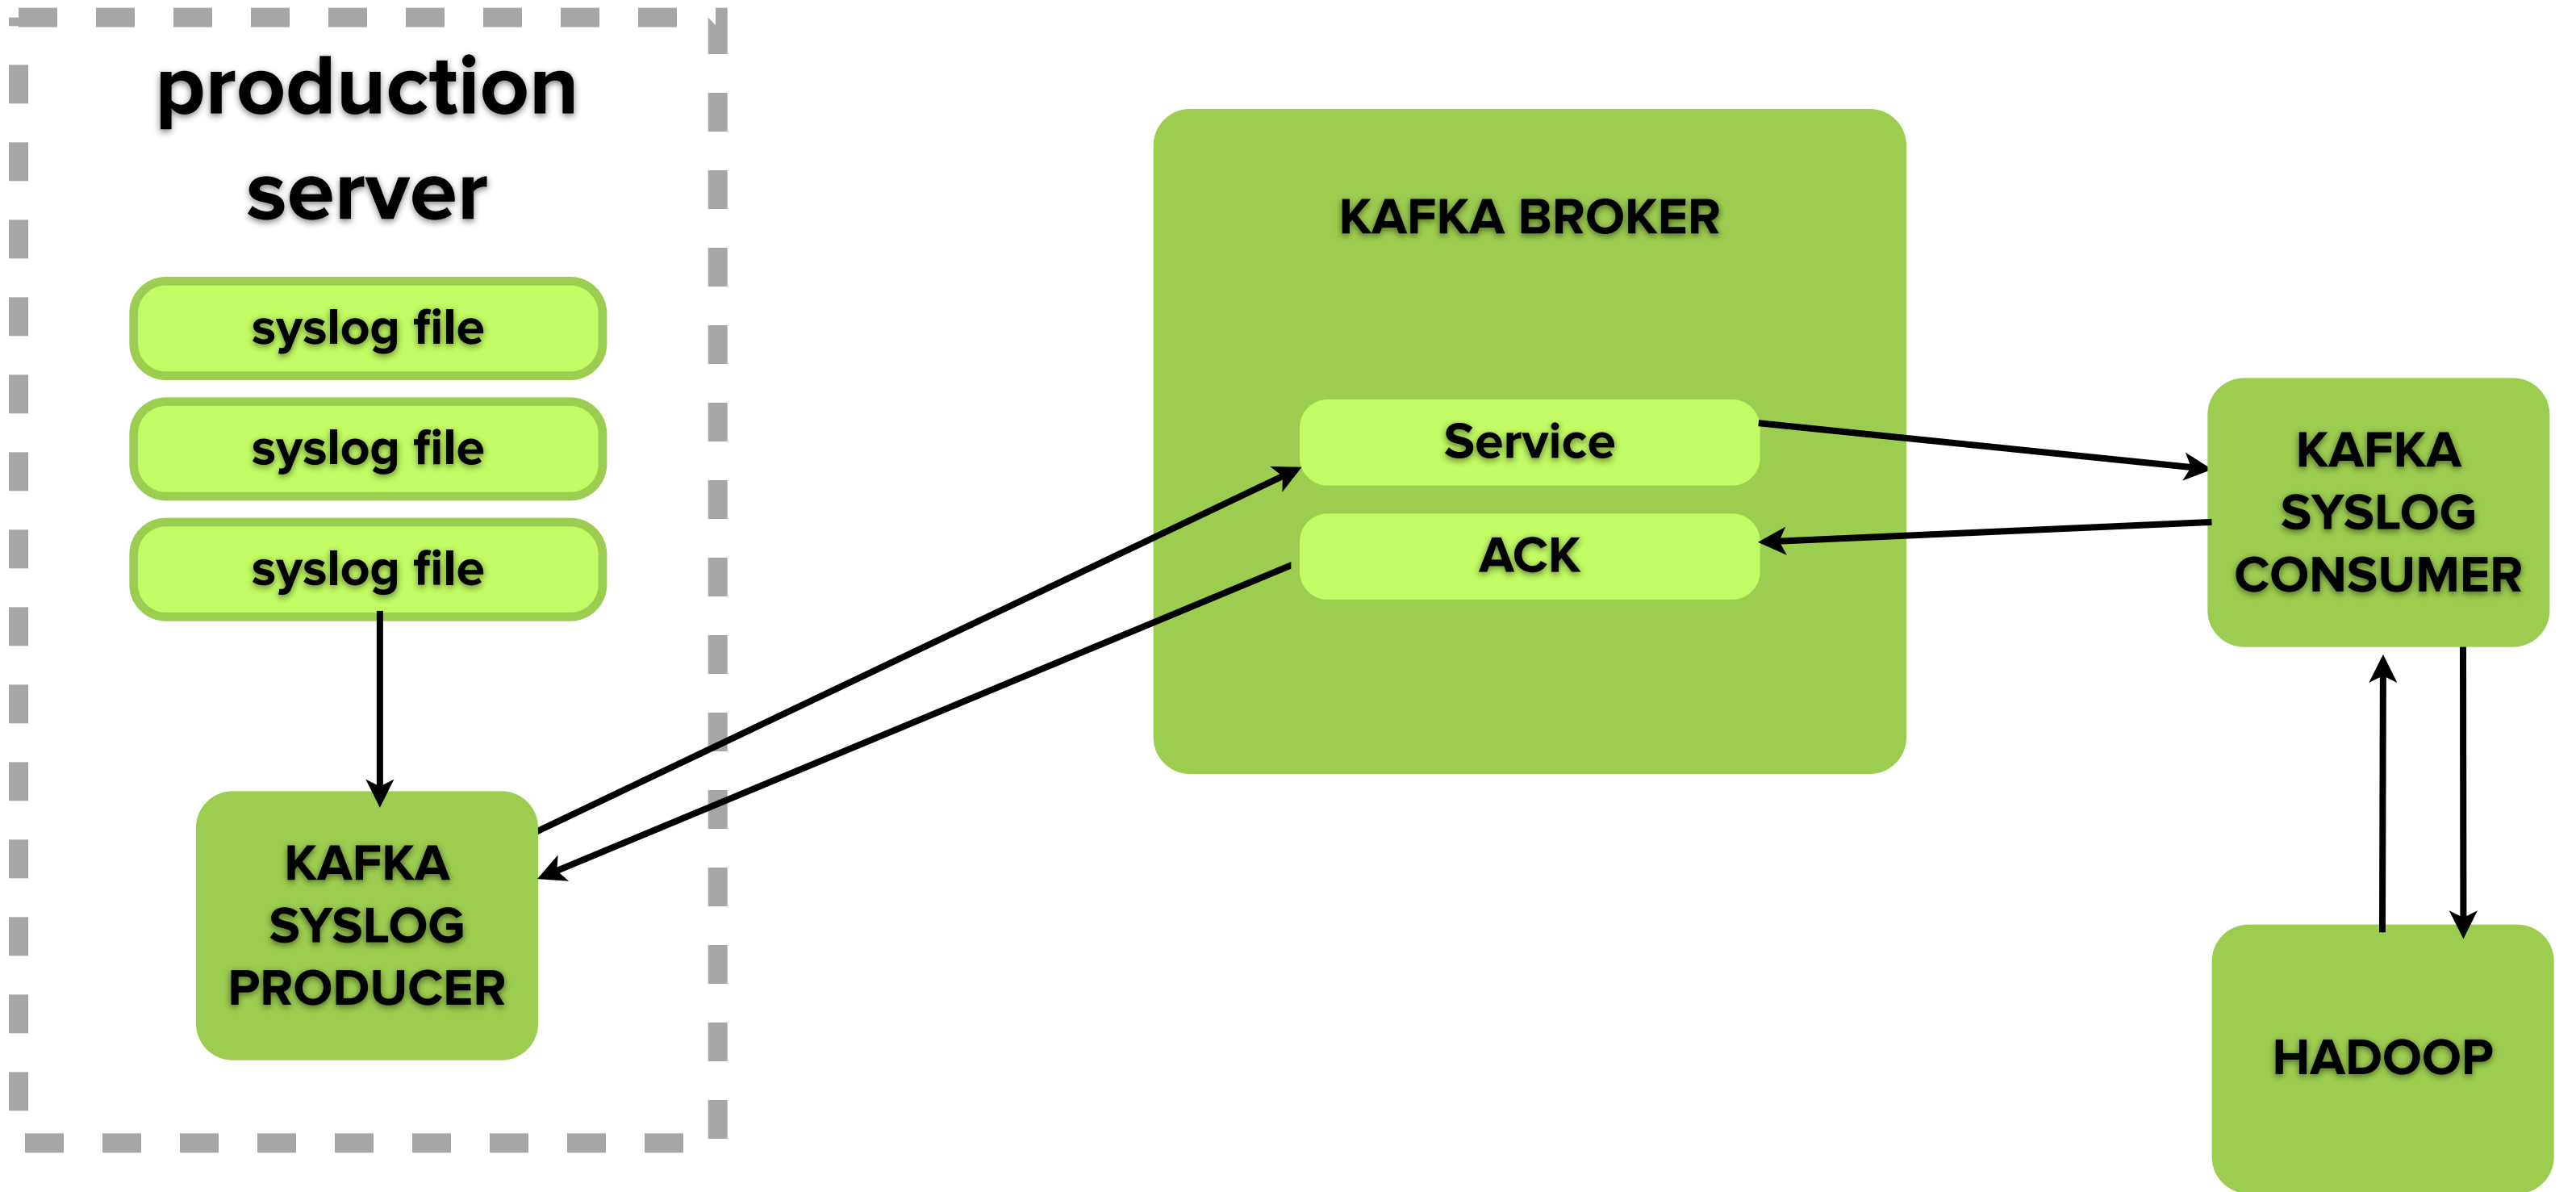 production
server
syslog file
syslog file
syslog file
KAFKA
SYSLOG
PRODUCER
KAFKA BROKER
Service
ACK
KAFKA
SYSLOG
CONSUMER
HADOOP